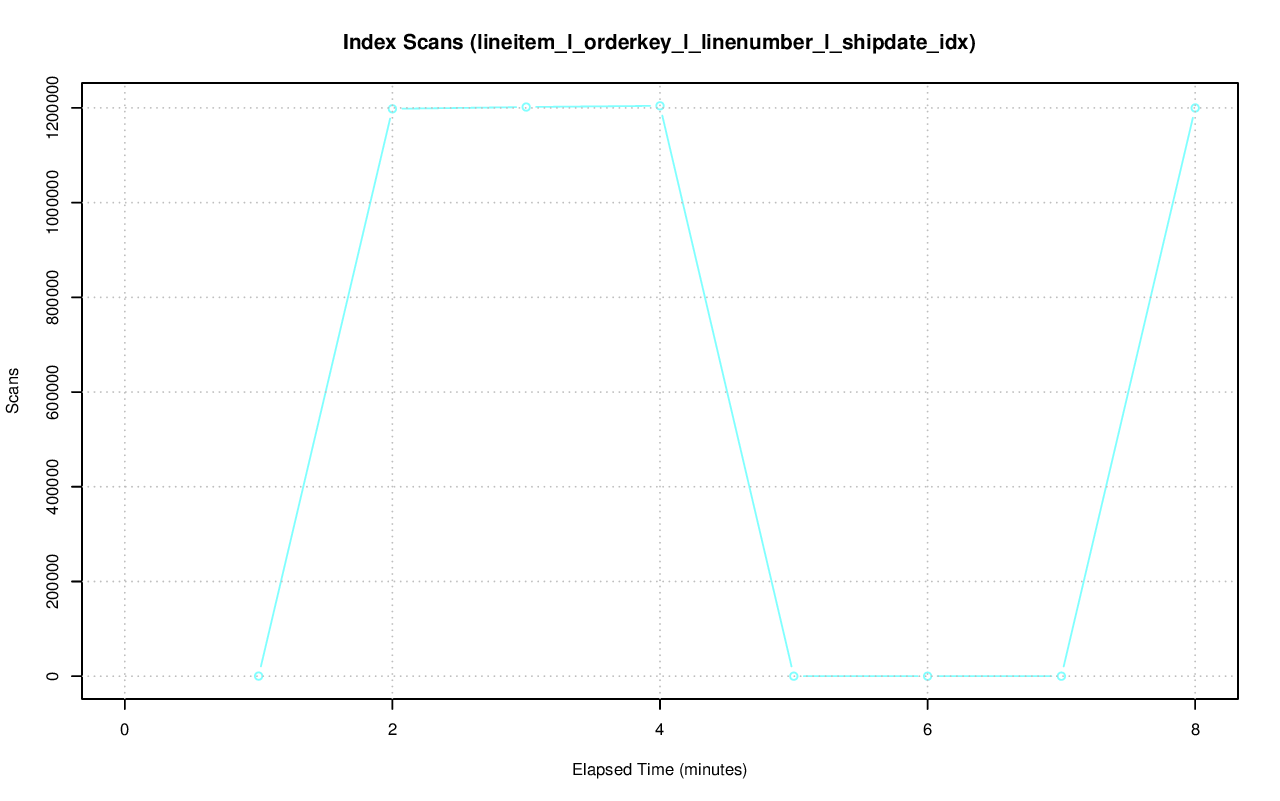 Index Scans (lineitem_l_orderkey_l_linenumber_l_shipdate_idx)
1200000
1000000
800000
600000
400000
200000
0
Scans
0 2 4 6 8
Elapsed Time (minutes)